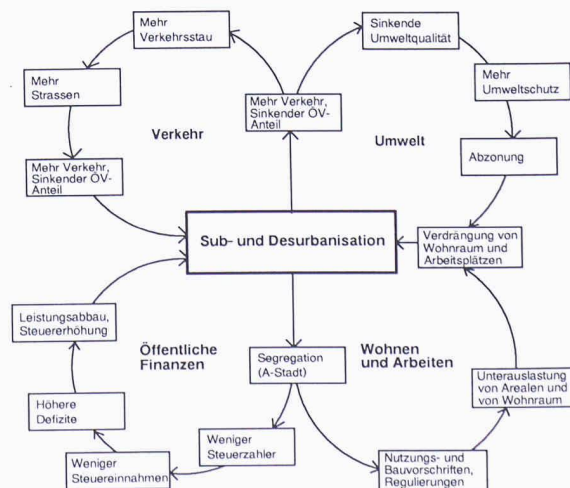 Mehr
Verkehrsstau
Sinkende
Umweltqualität
Mehr
Strassen
Mehr
Umweltschutz
Mehr Verkehr,
Sinkender ÖV-
Anteil
Verkehr
Umwelt
Abzonung
Mehr Verkehr,
Sinkender ÖV-
Anteil
Sub- und Desurbanisation
Verdrängung von
Wohnraum und
Arbeitsplätzen
Leistungsabbau,
Steuererhöhung
Öffentliche
Finanzen
Segregation
(A-Stadt)
Wohnen
und Arbeiten
Unterauslastung
von Arealen und
von Wohnraum
Höhere
Defizite
Weniger
Steuerzahler
Weniger
Steuereinnahmen
Nutzungs- und
Bauvorschriften,
Regulierungen